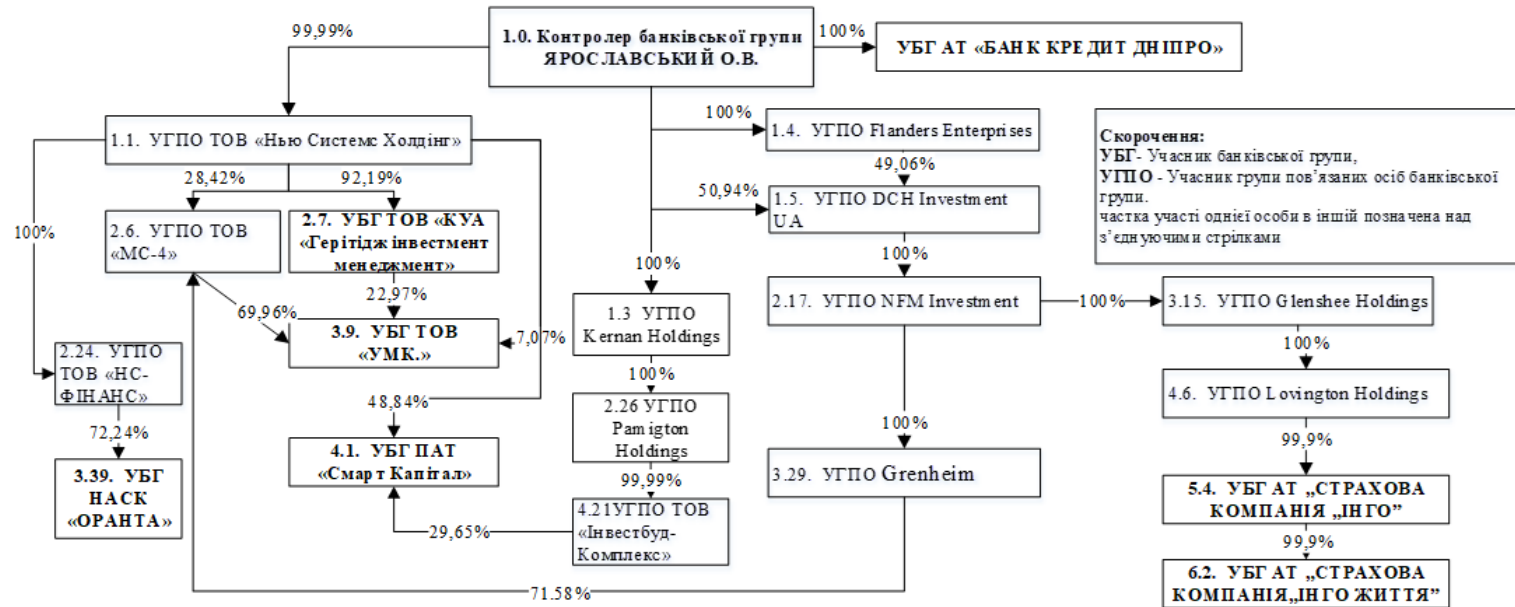 99,99%
1.0. Контролер банківської групи
ЯРОСЛАВСЬКИЙ О.В.
100%
УБГ АТ «БАНК КРЕДИТ ДНІПРО»
1.1. УГПО ТОВ «Нью Системс Холдінг»
100%
1.4. УГПО Flanders Enterprises
Скорочення:
УБГ- Учасник банківської групи,
УГПО - Учасник групи пов’язаних осіб банківської
групи.
частка участі однієї особи в іншій позначена над
з’єднуючими стрілками
28,42%
92,19%
49,06%
50,94%
1.5. УГПО DCH Investment
UA
100%
2.6. УГПО ТОВ
«МС-4»
2.7. УБГ ТОВ «КУА
«Герітідж інвестмент
менеджмент»
100%
100%
22,97%
69,96%
3.9. УБГ ТОВ
«УМК.»
7,07%
1.3 УГПО
Kernan Holdings
2.17. УГПО NFM Investment
100%
3.15. УГПО Glenshee Holdings
100%
2.24. УГПО
ТОВ «НС-
ФІНАНС»
100%
4.6. УГПО Lovington Holdings
48,84%
2.26 УГПО
Pamigton
Holdings
100%
72,24%
4.1. УБГ ПАТ
«Смарт Капітал»
99,9%
3.39. УБГ
НАСК
«ОРАНТА»
99,99%
3.29. УГПО Grenheim
5.4. УБГ АТ „СТРАХОВА
КОМПАНІЯ „ІНГО”
29,65%
4.21УГПО ТОВ
«Інвестбуд-
Комплекс»
99,9%
71.58%
6.2. УБГ АТ „СТРАХОВА
КОМПАНІЯ„ІНГО ЖИТТЯ”